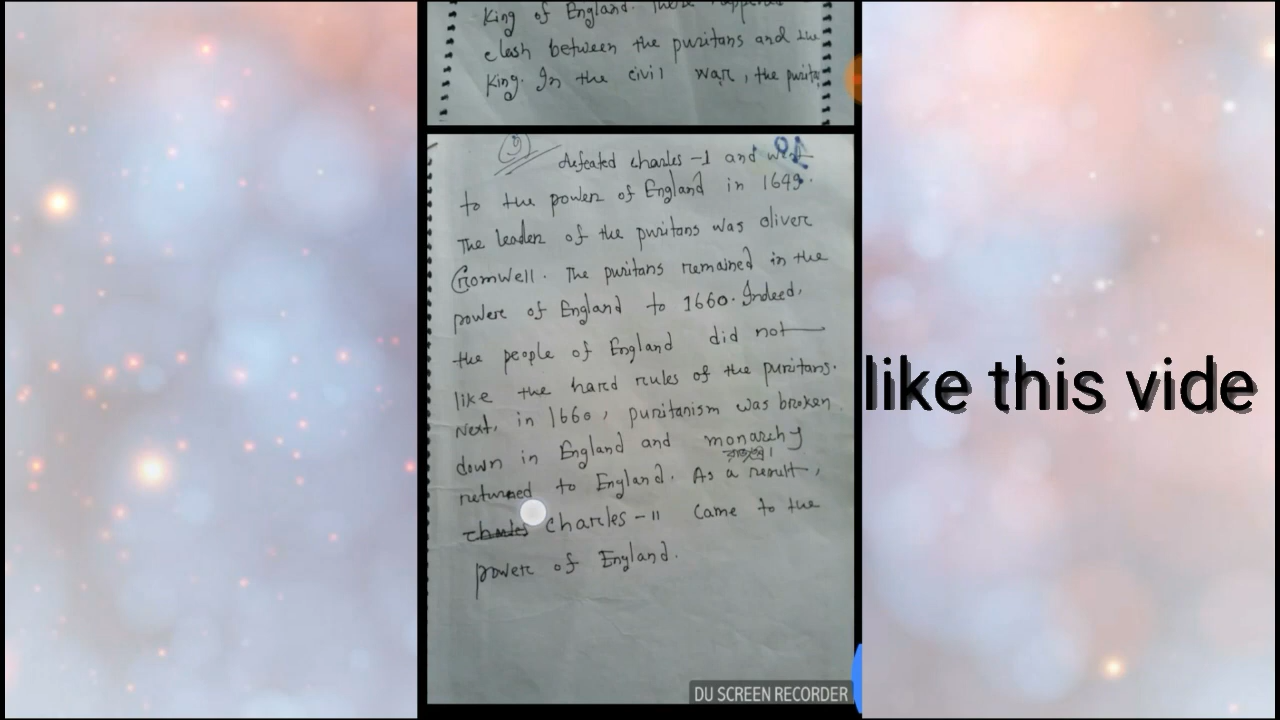 King of England. There happened
clash between the puritans and the
King. In the civil war, the purita
9
defeated charles -1 and went
to the power of England in 1649.
The leader of the puritans was oliver
Cromwell. The puritans remained in the
power of England to 1660. Indeed,
the people of England did not
like the hard rules of the puritans.
Next, in 1660, puritanism was broken
down in England and monarchy
returned to England. As a result,
charles charles - II came to the
power of England.
like this vide
DU SCREEN RECORDER